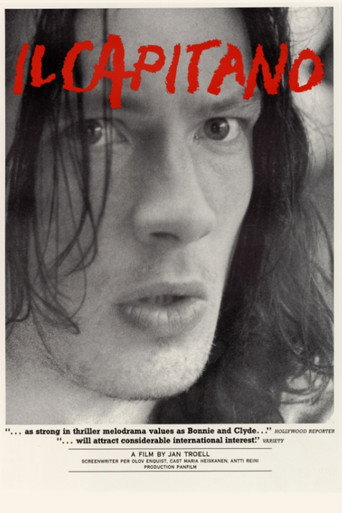 IL CAPITANO
"... as strong in thriller melodrama values as Bonnie and Clyde..." HOLLYWOOD REPORTER
"... will attract considerable international interest." VARIETY
A FILM BY JAN TROELL
SCREENWRITER PER OLOV ENQUIST, CAST MARIA HEISKANEN, ANTTI REINI
PRODUCTION PANFILM